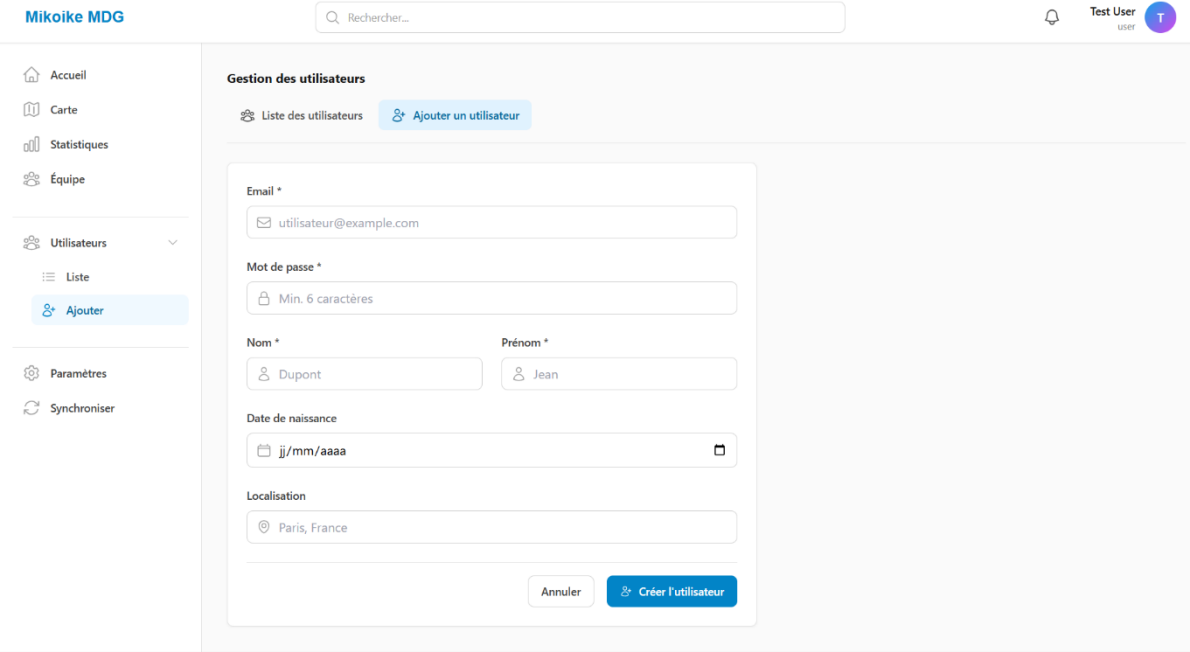 Mikoike MDG
Rechercher...
Test User
user
T
Accueil
Carte
Statistiques
Équipe
Utilisateurs
Liste
Ajouter
Paramètres
Synchroniser
Gestion des utilisateurs
Liste des utilisateurs
Ajouter un utilisateur
Email *
utilisateur@example.com
Mot de passe *
Min. 6 caractères
Nom *
Prénom *
Dupont
Jean
Date de naissance
jj/mm/aaaa
Localisation
Paris, France
Annuler
Créer l'utilisateur